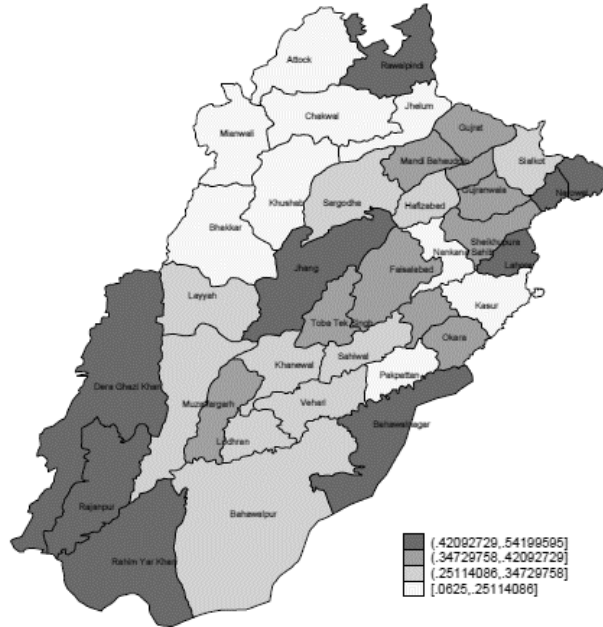 Attock
Rawalpindi
Chakwal
Jhelum
Mianwali
Gujrat
Mandi Bahauddin
Sialkot
Khushab
Sargodha
Hafizabad
Gujranwala
Narowal
Bhakkar
Sheikhupura
Nankana Sahib
Lahore
Jhang
Faisalabad
Layyah
Kasur
Toba Tek Singh
Okara
Sahiwal
Khanewal
Pakpattan
Dera Ghazi Khan
Muzaffargarh
Vehari
Bahawalnagar
Lodhran
Rajanpur
Bahawalpur
Rahim Yar Khan
(.42092729,.54199595]
(.34729758,.42092729]
(.25114086,.34729758]
[.0625,.25114086]